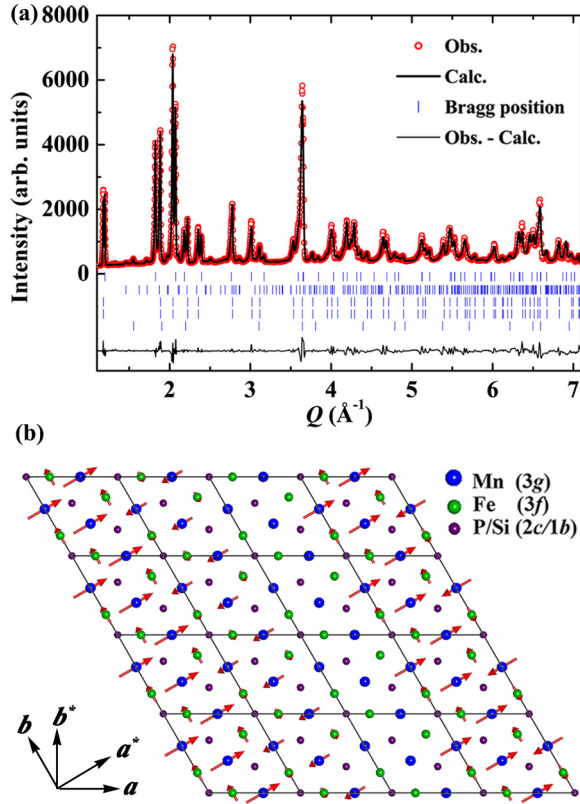 (a)
8000
6000
4000
2000
0
Intensity (arb. units)
Obs.
Calc.
Bragg position
Obs. - Calc.
2 3 4 5 6 7
Q (Å⁻¹)
(b)
Mn (3g)
Fe (3f)
P/Si (2c/1b)
b b*
a*
a